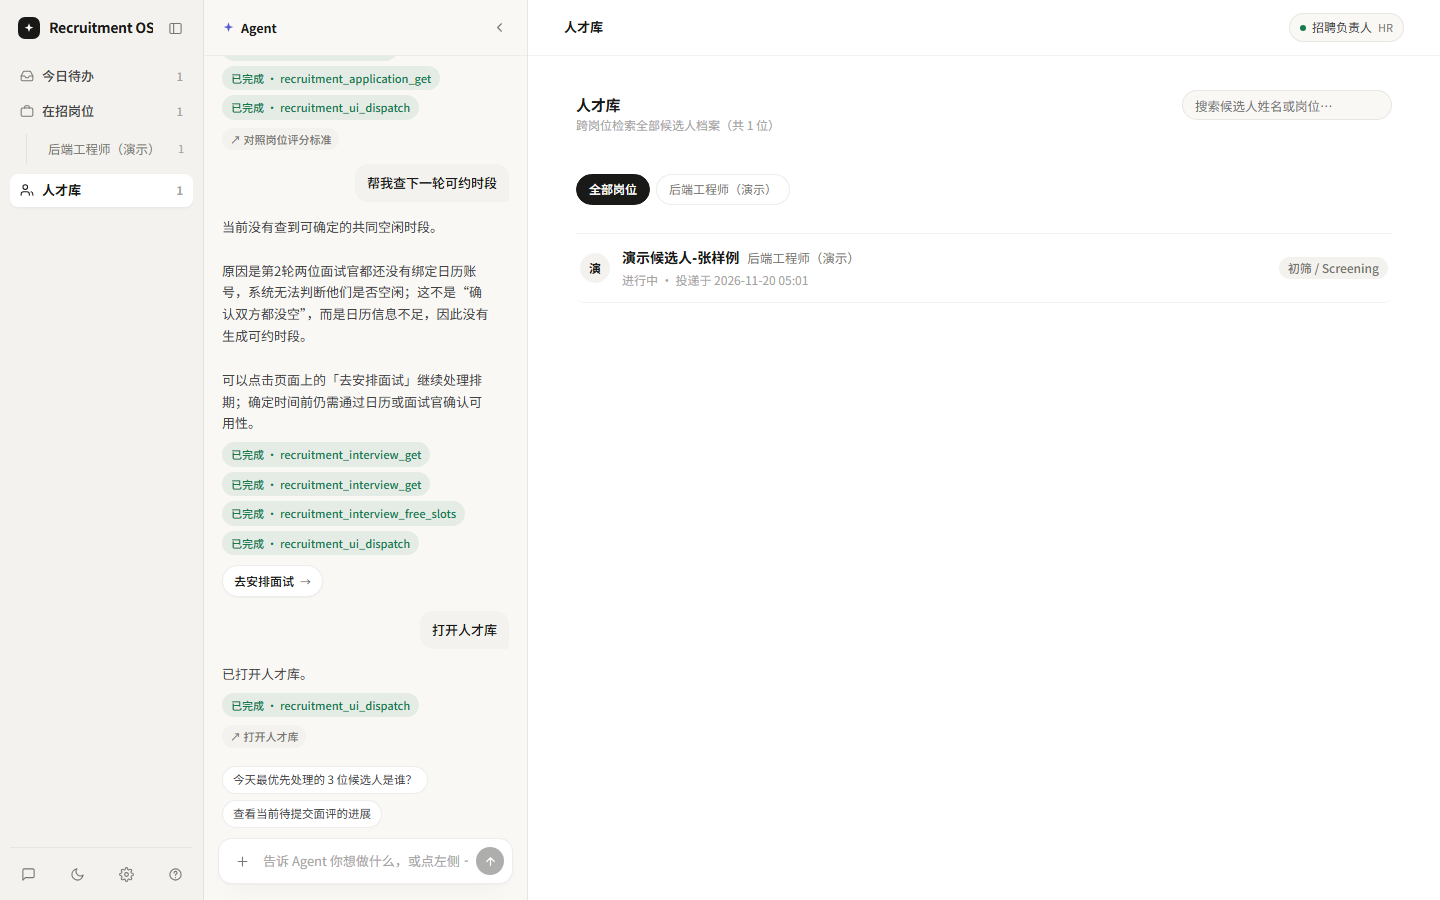 Recruitment OS
今日待办 1
在招岗位 1
后端工程师（演示） 1
人才库 1
Agent
已完成 · recruitment_application_get
已完成 · recruitment_ui_dispatch
↗ 对照岗位评分标准
帮我查下一轮可约时段
当前没有查到可确定的共同空闲时段。
原因是第2轮两位面试官都还没有绑定日历账
号，系统无法判断他们是否空闲；这不是“确
认双方都没空”，而是日历信息不足，因此没有
生成可约时段。
可以点击页面上的「去安排面试」继续处理排
期；确定时间前仍需通过日历或面试官确认可
用性。
已完成 · recruitment_interview_get
已完成 · recruitment_interview_get
已完成 · recruitment_interview_free_slots
已完成 · recruitment_ui_dispatch
去安排面试 →
打开人才库
已打开人才库。
已完成 · recruitment_ui_dispatch
↗ 打开人才库
今天最优先处理的 3 位候选人是谁？
查看当前待提交面评的进展
告诉 Agent 你想做什么，或点左侧 -
人才库
招聘负责人 HR
人才库
跨岗位检索全部候选人档案（共 1 位）
搜索候选人姓名或岗位…
全部岗位
后端工程师（演示）
演
演示候选人-张样例 后端工程师（演示）
进行中 · 投递于 2026-11-20 05:01
初筛 / Screening